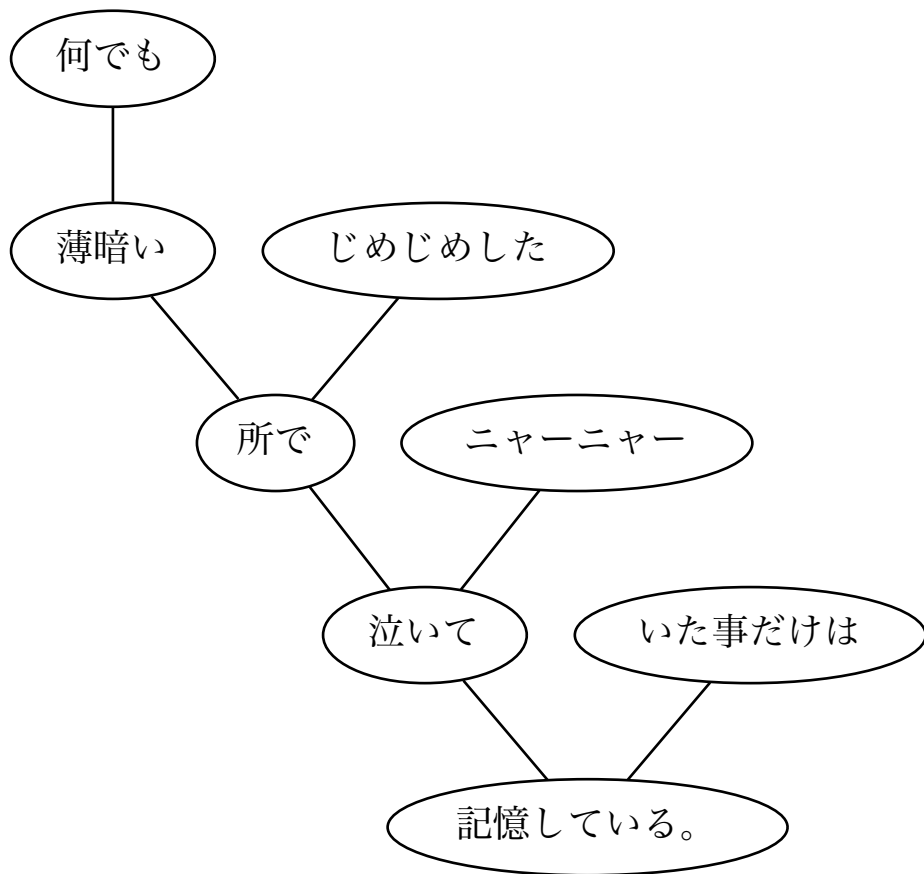 何でも
薄暗い
じめじめした
所で
ニャーニャー
泣いて
いた事だけは
記憶している。